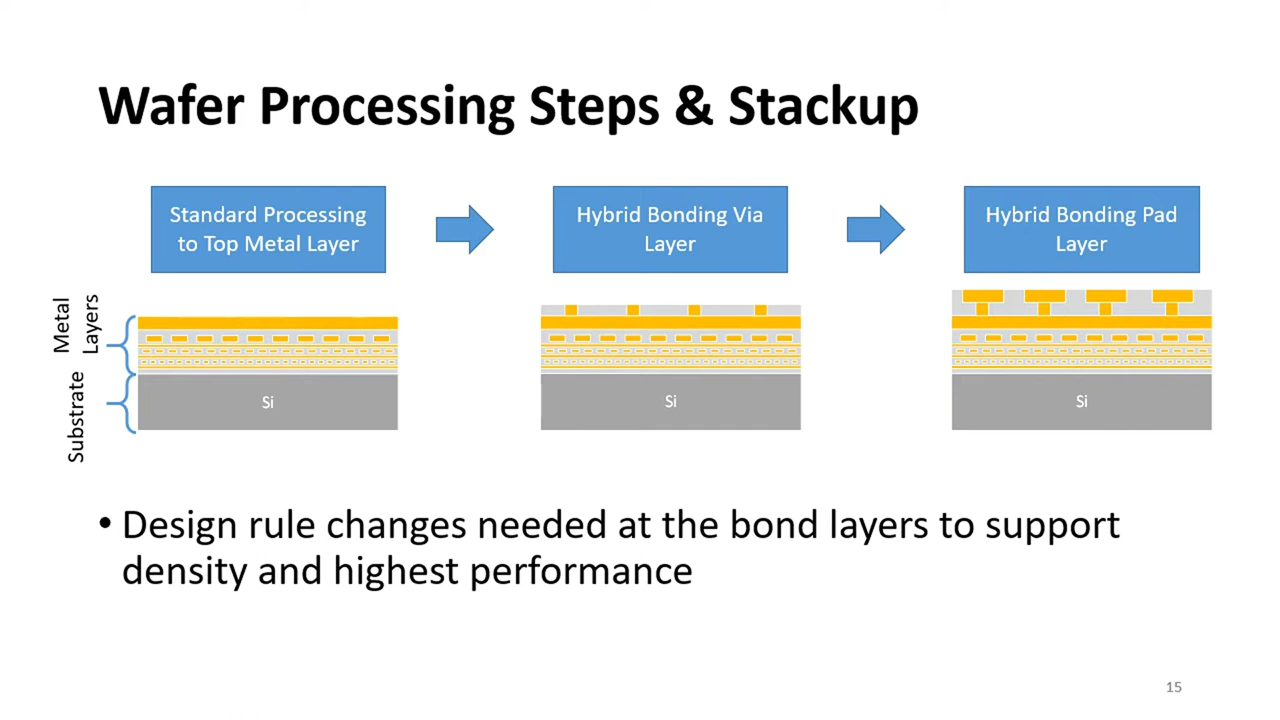 Wafer Processing Steps & Stackup
Standard Processing
to Top Metal Layer
Hybrid Bonding Via
Layer
Hybrid Bonding Pad
Layer
Metal
Layers
Substrate
Si
Si
Si
• Design rule changes needed at the bond layers to support
density and highest performance
15